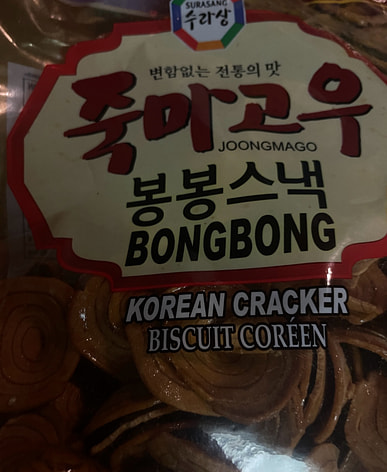 SURASANG
수라상
변함없는 전통의 맛
죽마고우
JOONGMAGO
봉봉스낵
BONGBONG
KOREAN CRACKER
BISCUIT CORÉEN